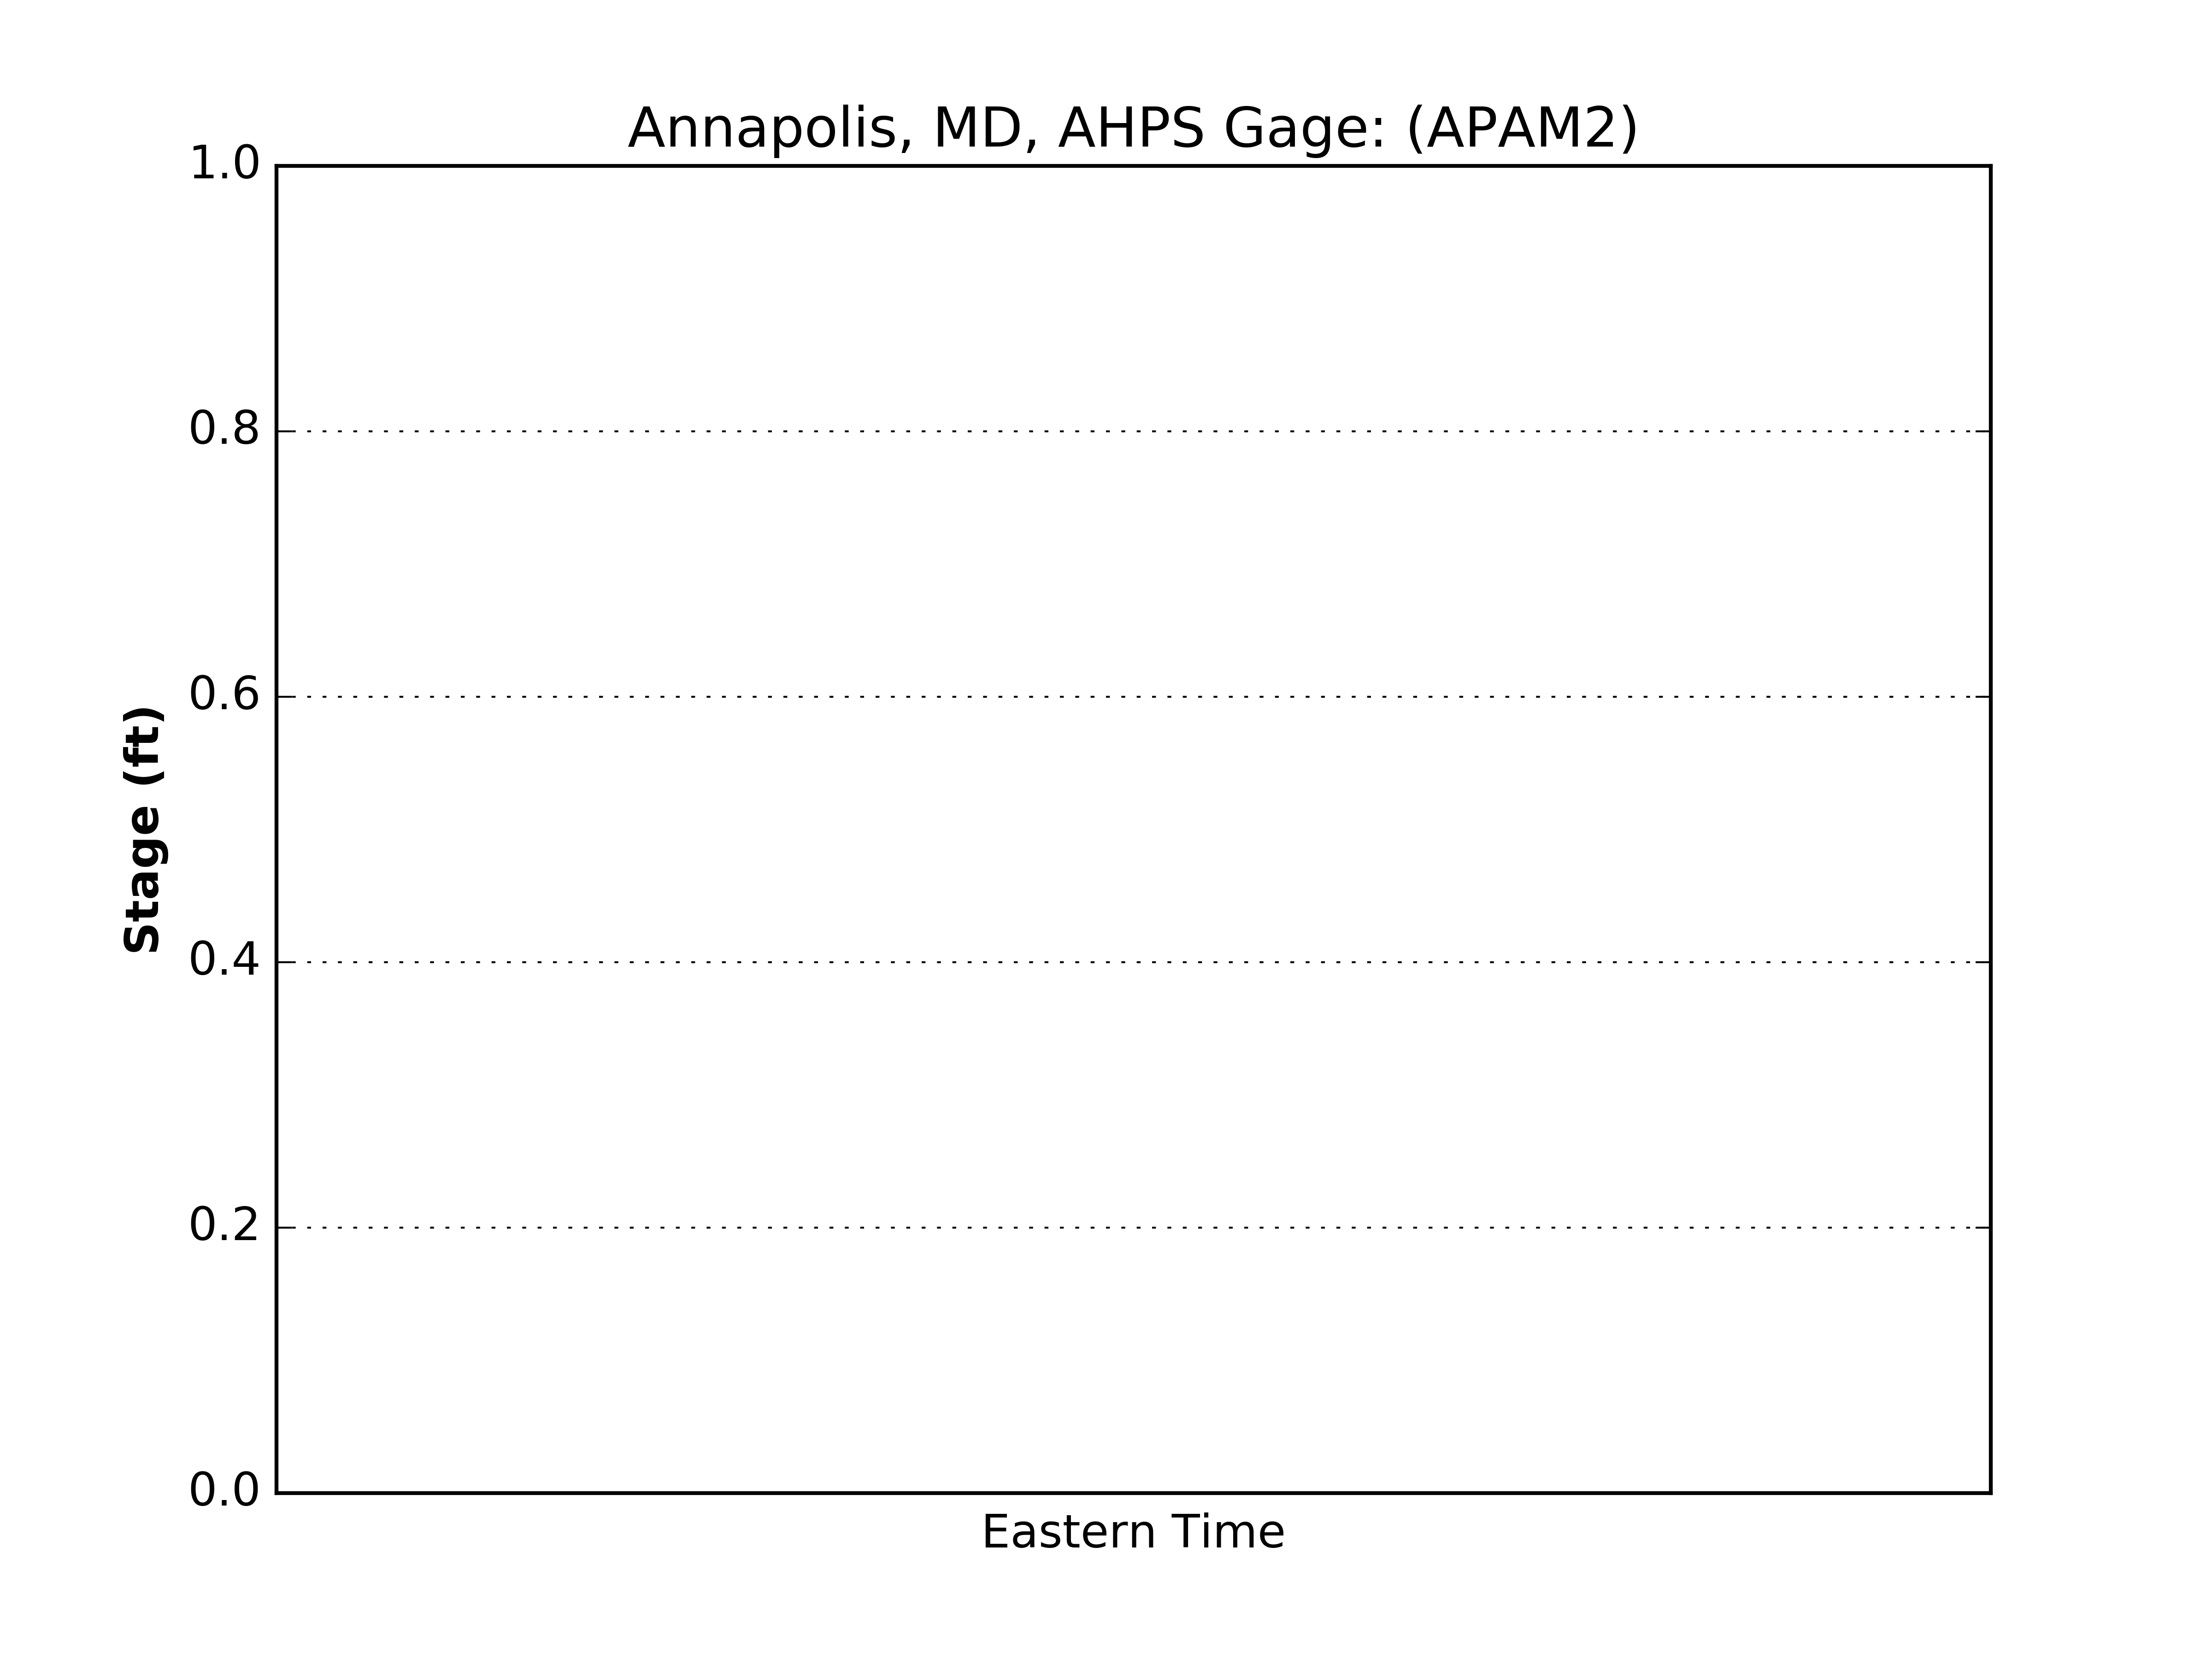 Annapolis, MD, AHPS Gage: (APAM2)
1.0
0.8
0.6
0.4
0.2
0.0
Stage (ft)
Eastern Time